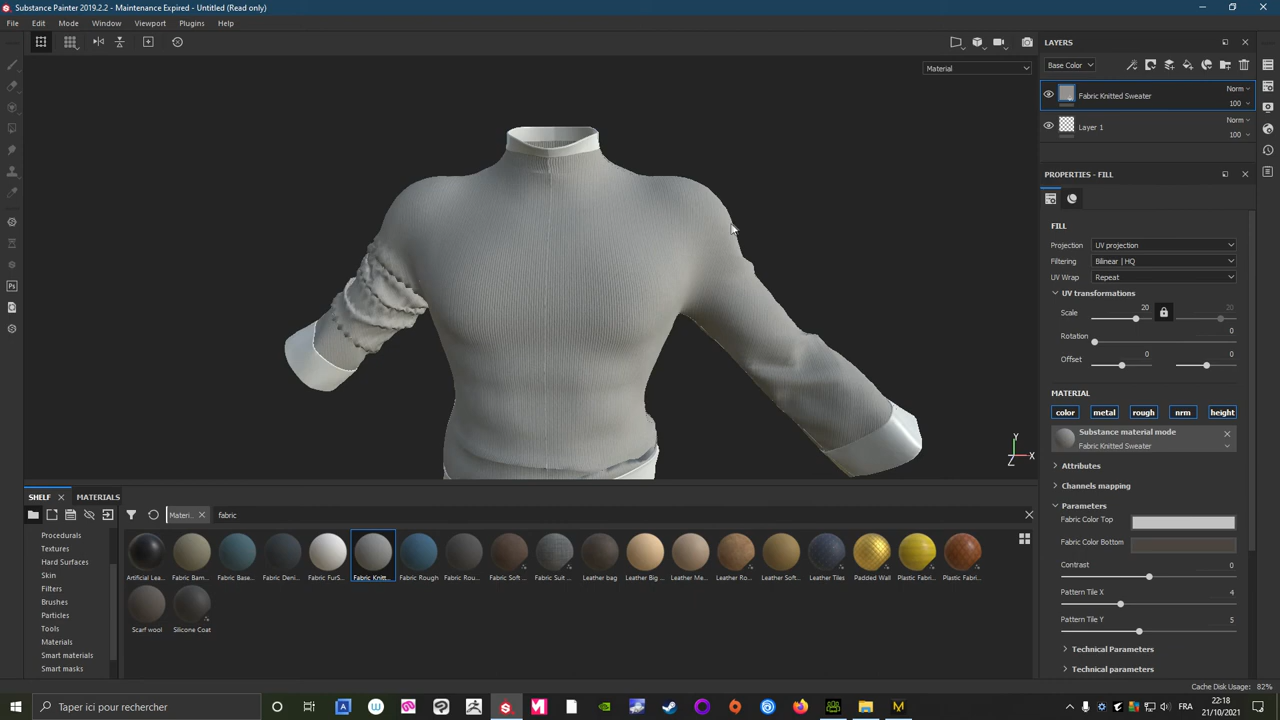 Substance Painter 2019.2.2 - Maintenance Expired - Untitled (Read only)
File Edit Mode Window Viewport Plugins Help
Material
LAYERS
Base Color
Fabric Knitted Sweater Norm
100
Layer 1 Norm
100
PROPERTIES - FILL
FILL
Projection UV projection
Filtering Bilinear | HQ
UV Wrap Repeat
UV transformations
Scale 20 20
Rotation 0
Offset 0 0
MATERIAL
color metal rough nrm height
Substance material mode
Fabric Knitted Sweater
Attributes
Channels mapping
Parameters
Fabric Color Top
Fabric Color Bottom
Contrast 0
Pattern Tile X 4
Pattern Tile Y 5
Technical Parameters
Technical parameters
Y
X
Z
SHELF MATERIALS
Materi... fabric
Procedurals
Textures
Hard Surfaces
Skin
Filters
Brushes
Particles
Tools
Materials
Smart materials
Smart masks
Artificial Lea... Fabric Bam... Fabric Base... Fabric Deni... Fabric FurS... Fabric Knitt... Fabric Rough Fabric Rou... Fabric Soft ... Fabric Suit ... Leather bag Leather Big ... Leather Me... Leather Ro... Leather Soft... Leather Tiles Padded Wall Plastic Fabri... Plastic Fabri...
Scarf wool Silicone Coat
Cache Disk Usage: 82%
Taper ici pour rechercher
FRA
22:18
21/10/2021